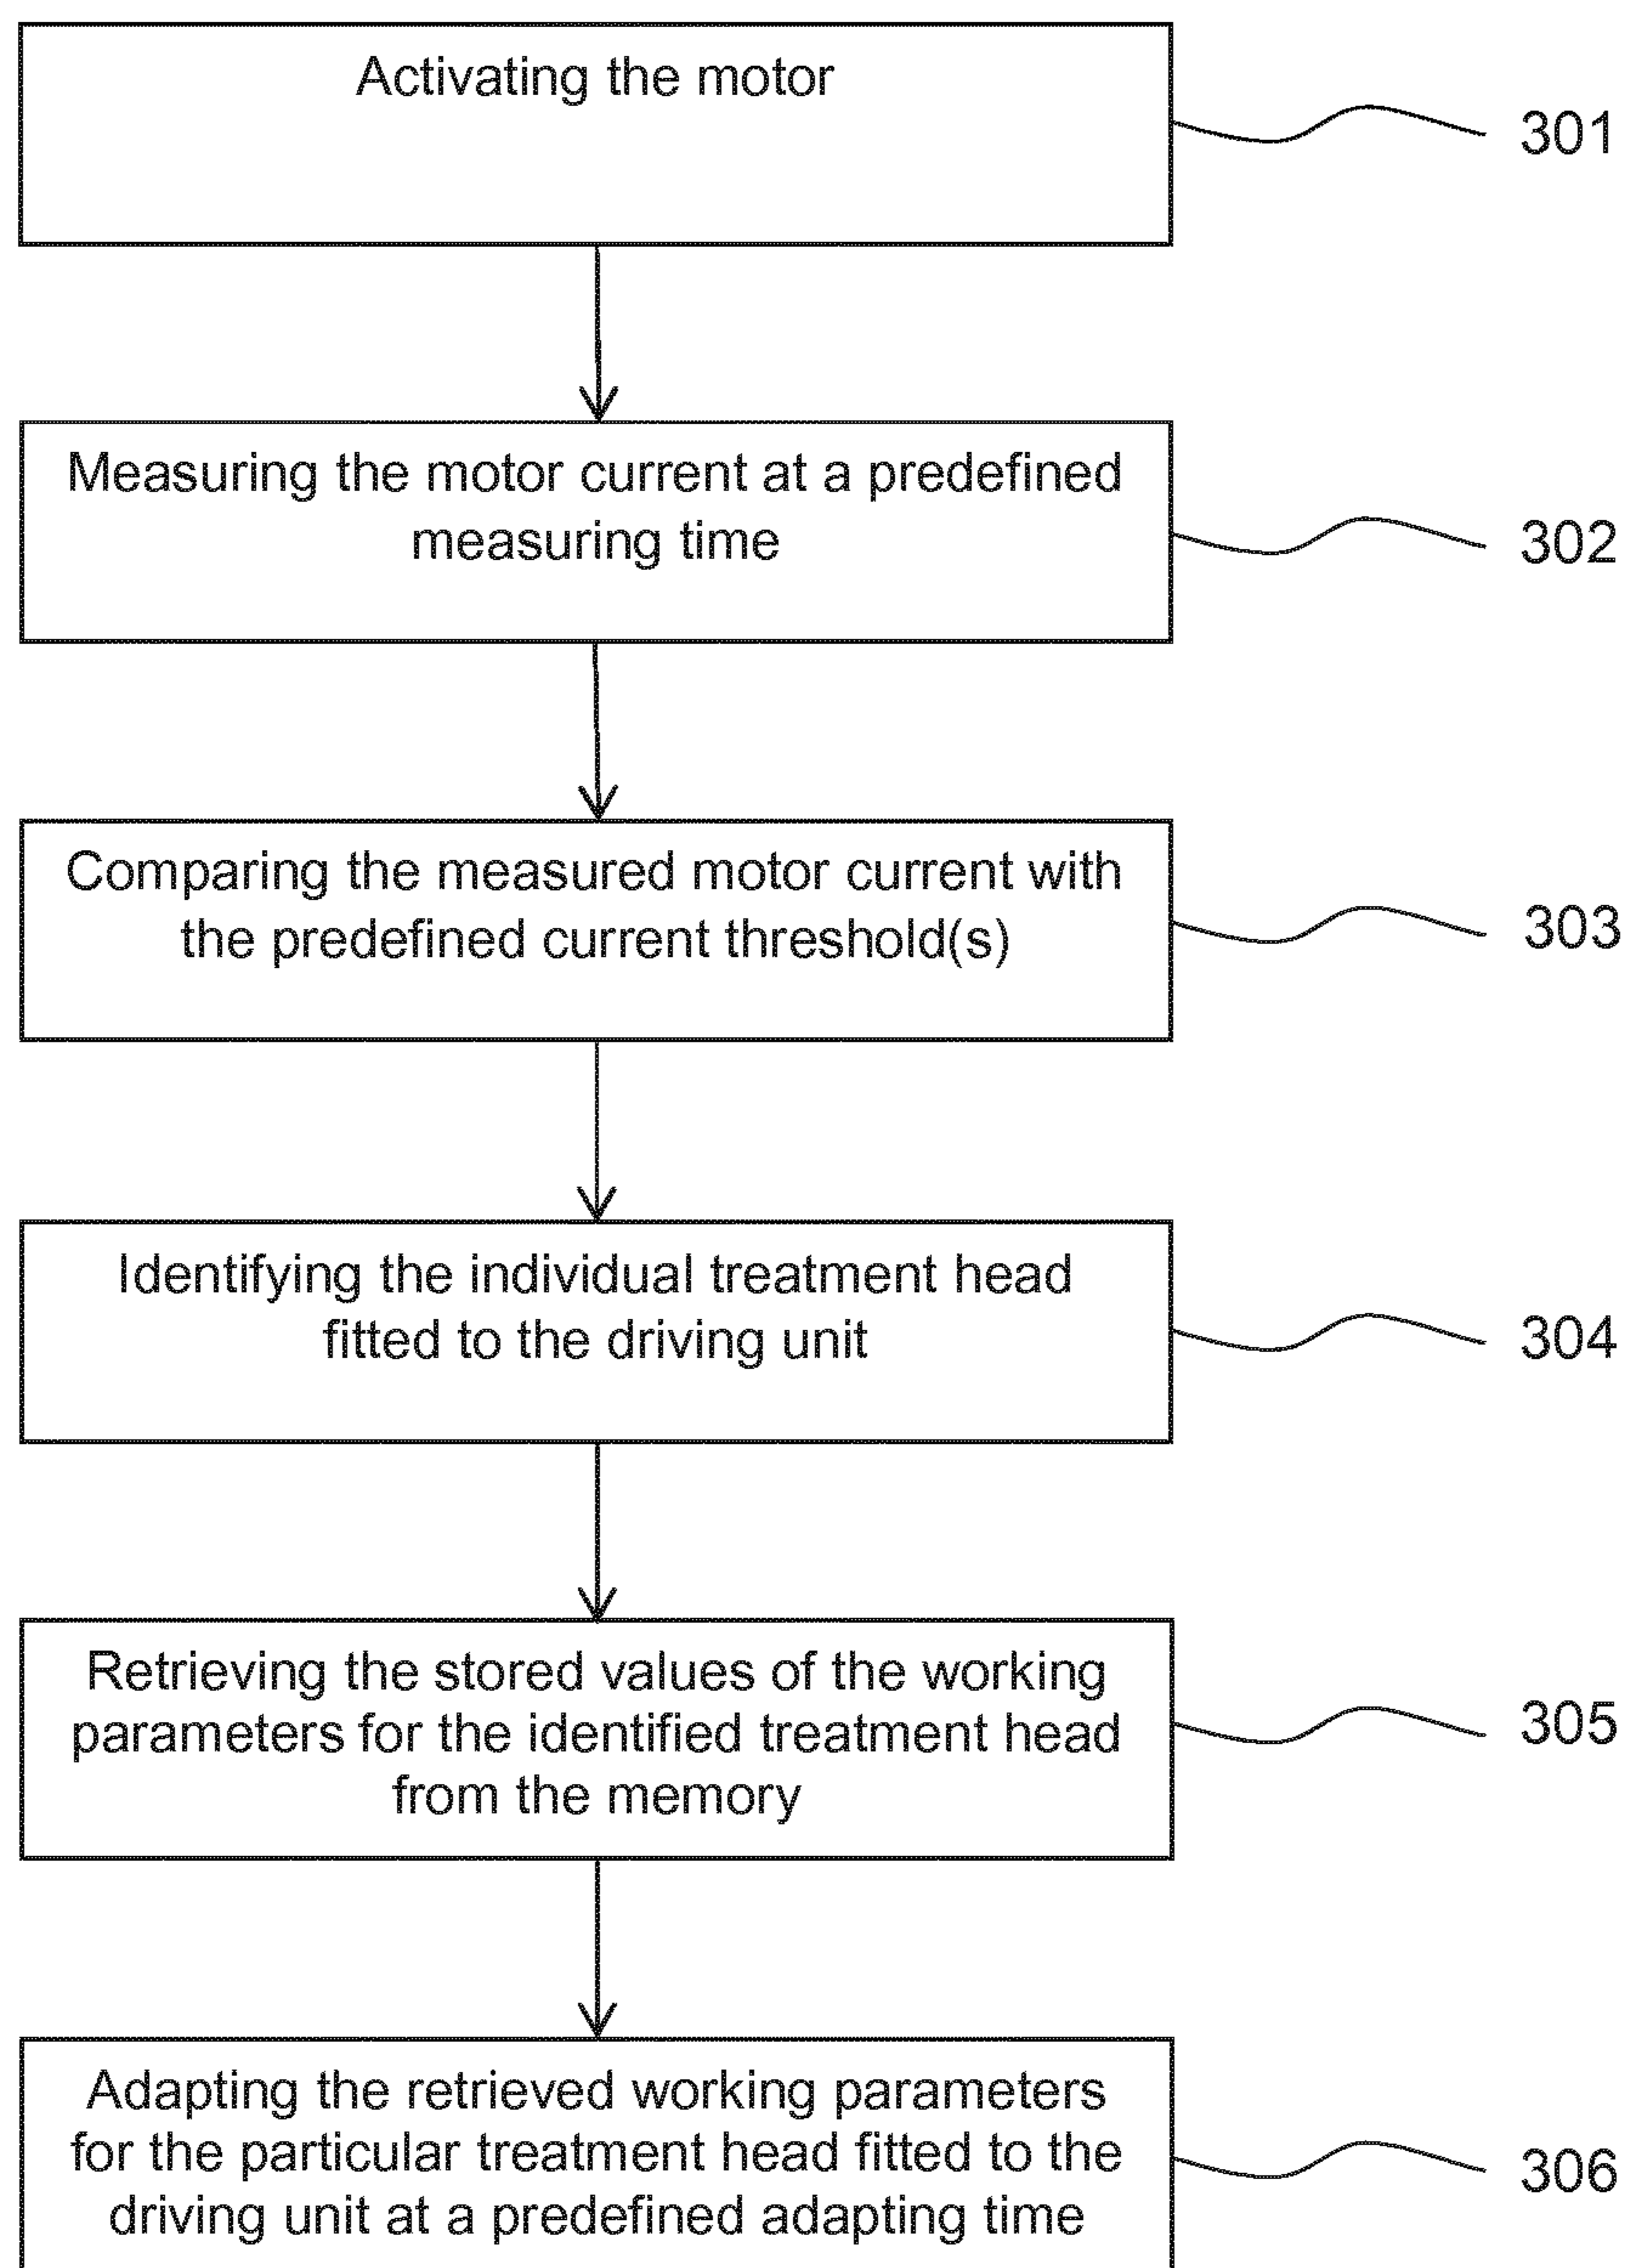 Activating the motor
301
Measuring the motor current at a predefined
measuring time
302
Comparing the measured motor current with
the predefined current threshold(s)
303
Identifying the individual treatment head
fitted to the driving unit
304
Retrieving the stored values of the working
parameters for the identified treatment head
from the memory
305
Adapting the retrieved working parameters
for the particular treatment head fitted to the
driving unit at a predefined adapting time
306